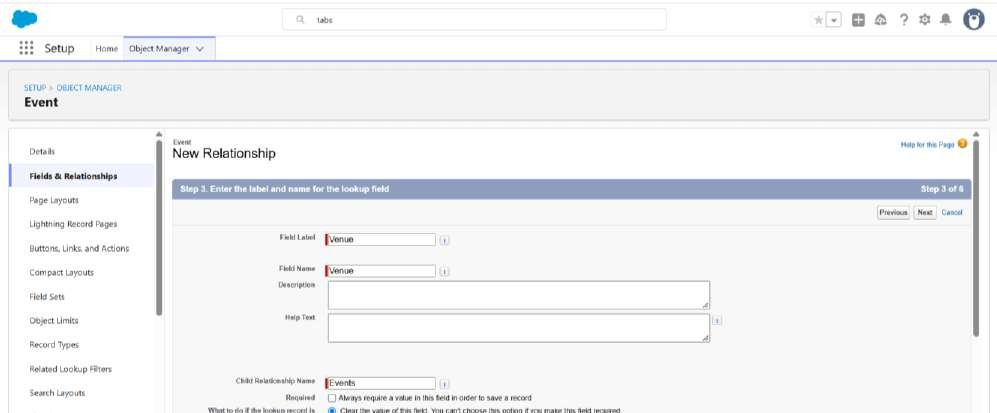 tabs
Setup Home Object Manager
SETUP > OBJECT MANAGER
Event
Details
Fields & Relationships
Page Layouts
Lightning Record Pages
Buttons, Links, and Actions
Compact Layouts
Field Sets
Object Limits
Record Types
Related Lookup Filters
Search Layouts
Event
New Relationship
Help for this Page ?
Step 3. Enter the label and name for the lookup field Step 3 of 6
Previous Next Cancel
Field Label Venue i
Field Name Venue i
Description
Help Text i
Child Relationship Name Events i
Required Always require a value in this field in order to save a record
What to do if the lookup record is Clear the value of this field. You can't choose this option if you make this field required.